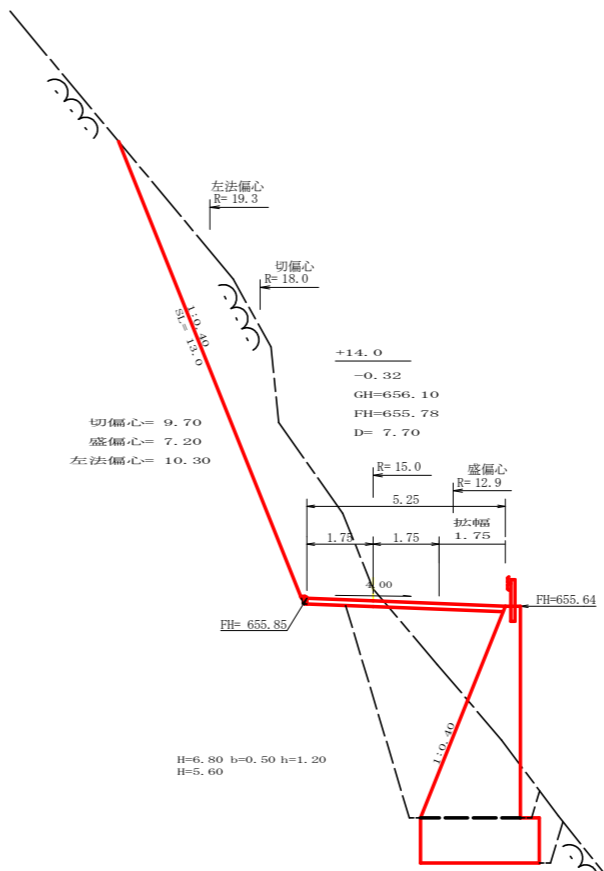 左法偏心
R= 19.3
切偏心
R= 18.0
1:0.40
SL= 13.0
+14.0
-0.32
GH=656.10
FH=655.78
D= 7.70
切偏心= 9.70
盛偏心= 7.20
左法偏心= 10.30
R= 15.0
盛偏心
R= 12.9
5.25
拡幅
1.75
1.75
1.75
4.00
FH= 655.85
FH=655.64
1:0.40
H=6.80 b=0.50 h=1.20
H=5.60